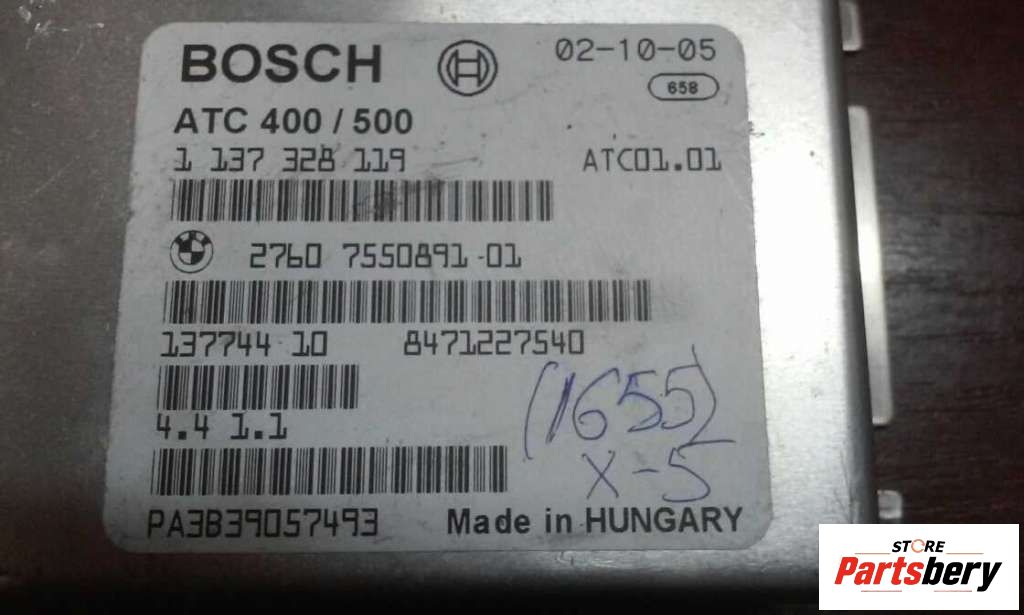 BOSCH 02-10-05
658
ATC 400 / 500
1 137 328 119 ATC01.01
2760 7550891-01
137744 10 8471227540
4.4 1.1
(1655)
X-5
PA3B39057493 Made in HUNGARY
STORE
Partsbery